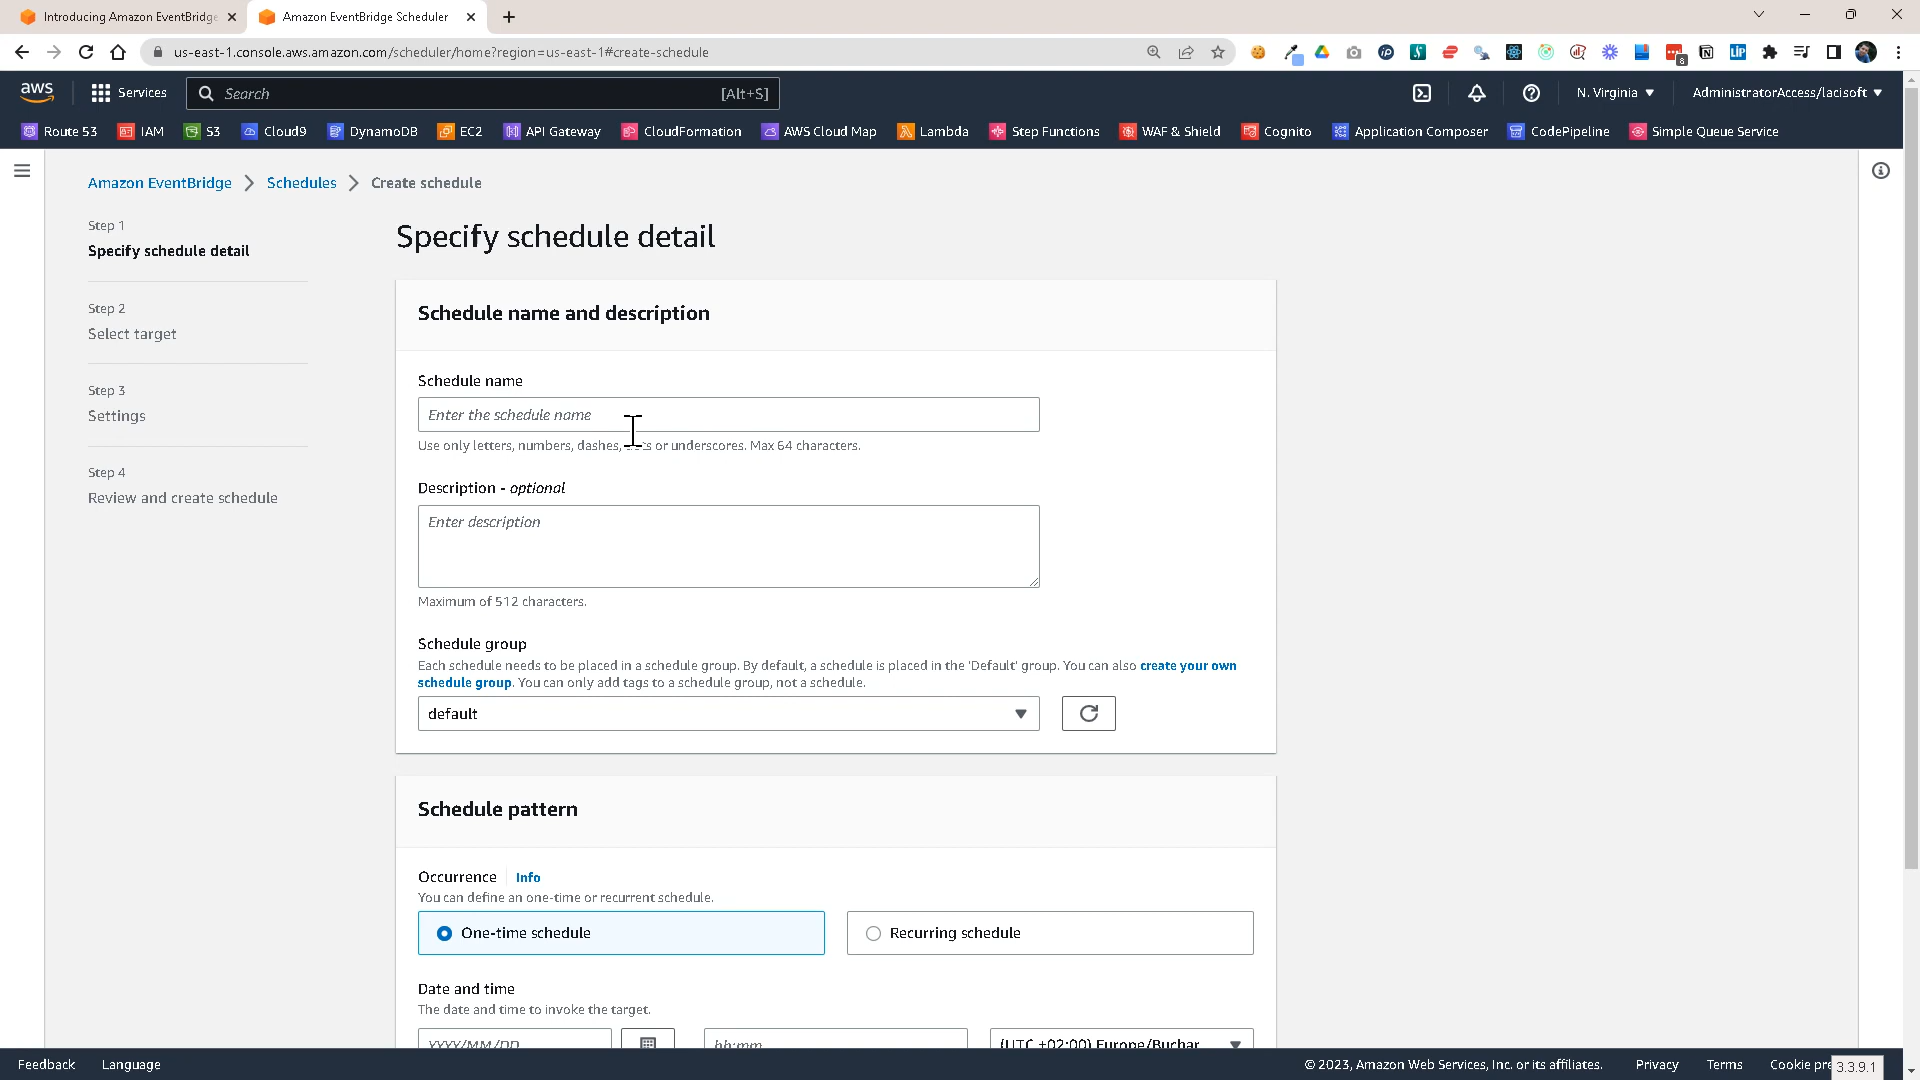 Introducing Amazon EventBridge
Amazon EventBridge Scheduler
us-east-1.console.aws.amazon.com/scheduler/home?region=us-east-1#create-schedule
8
aws
Services
Search
[Alt+S]
N. Virginia
AdministratorAccess/lacisoft
Route 53
IAM
S3
Cloud9
DynamoDB
EC2
API Gateway
CloudFormation
AWS Cloud Map
Lambda
Step Functions
WAF & Shield
Cognito
Application Composer
CodePipeline
Simple Queue Service
Amazon EventBridge
Schedules
Create schedule
Step 1
Specify schedule detail
Step 2
Select target
Step 3
Settings
Step 4
Review and create schedule
Specify schedule detail
Schedule name and description
Schedule name
Enter the schedule name
Use only letters, numbers, dashes, or underscores. Max 64 characters.
Description - optional
Enter description
Maximum of 512 characters.
Schedule group
Each schedule needs to be placed in a schedule group. By default, a schedule is placed in the 'Default' group. You can also create your own
schedule group. You can only add tags to a schedule group, not a schedule.
default
Schedule pattern
Occurrence
Info
You can define an one-time or recurrent schedule.
One-time schedule
Recurring schedule
Date and time
The date and time to invoke the target.
YYYY/MM/DD
hh:mm
(UTC +02:00) Europe/Buchar
Feedback
Language
© 2023, Amazon Web Services, Inc. or its affiliates.
Privacy
Terms
Cookie pre
3.3.9.1